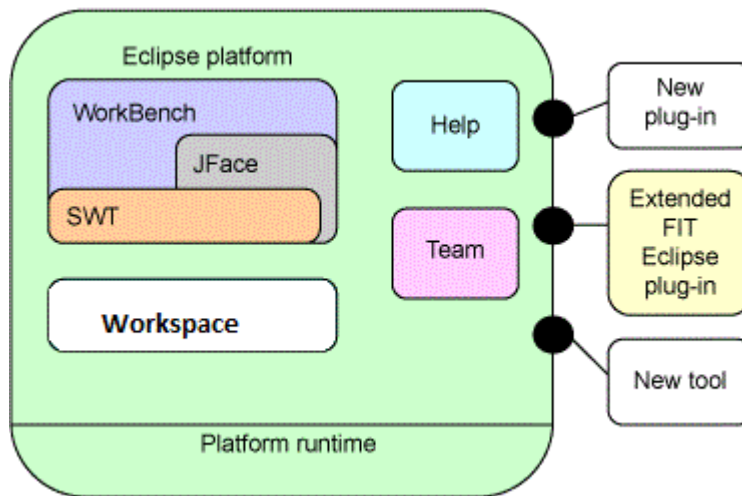 Eclipse platform
WorkBench
JFace
SWT
Workspace
Help
Team
Platform runtime
New
plug-in
Extended
FIT
Eclipse
plug-in
New tool